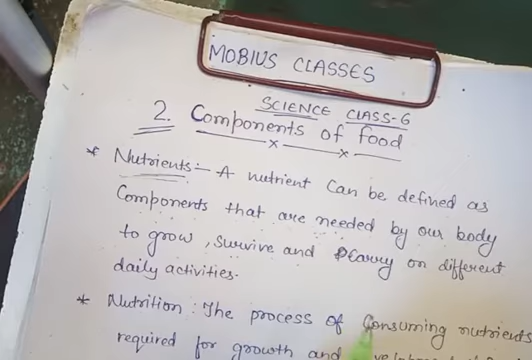 MOBIUS CLASSES
SCIENCE CLASS-6
2. Components of food
* Nutrients:- A nutrient can be defined as
Components that are needed by our body
to grow, survive and carry on different
daily activities.
* Nutrition: The process of Consuming nutrients
required for growth and